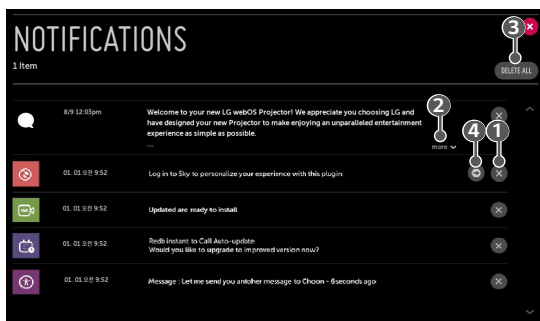 NOTIFICATIONS
1 Item
3
DELETE ALL
8/9 12:03pm
Welcome to your new LG webOS Projector! We appreciate you choosing LG and
have designed your new Projector to make enjoying an unparalleled entertainment
experience as simple as possible.
...
2
more
4
1
01. 01 오전 9:52
Log in to Sky to personalize your experience with this plugin
01. 01 오전 9:52
Updated are ready to install
01. 01 오전 9:52
Redb instant to Call Auto-update
Would you like to upgrade to improved version now?
01. 01 오전 9:52
Message : Let me send you antoher message to Choon - 6seconds ago